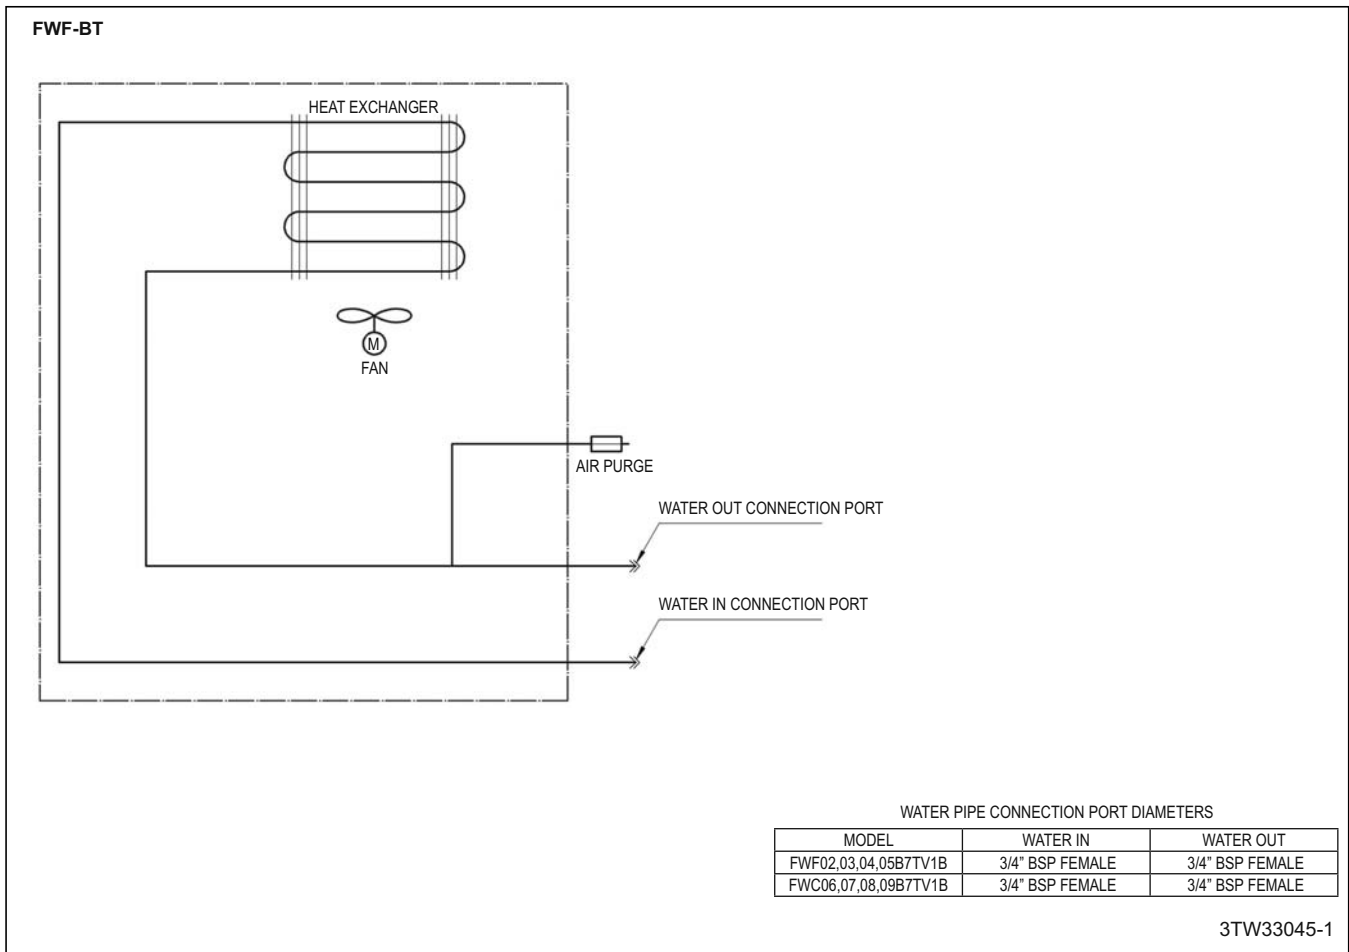 FWF-BT
HEAT EXCHANGER
M
FAN
AIR PURGE
WATER OUT CONNECTION PORT
WATER IN CONNECTION PORT
WATER PIPE CONNECTION PORT DIAMETERS
MODEL WATER IN WATER OUT
FWF02,03,04,05B7TV1B 3/4” BSP FEMALE 3/4” BSP FEMALE
FWC06,07,08,09B7TV1B 3/4” BSP FEMALE 3/4” BSP FEMALE
3TW33045-1